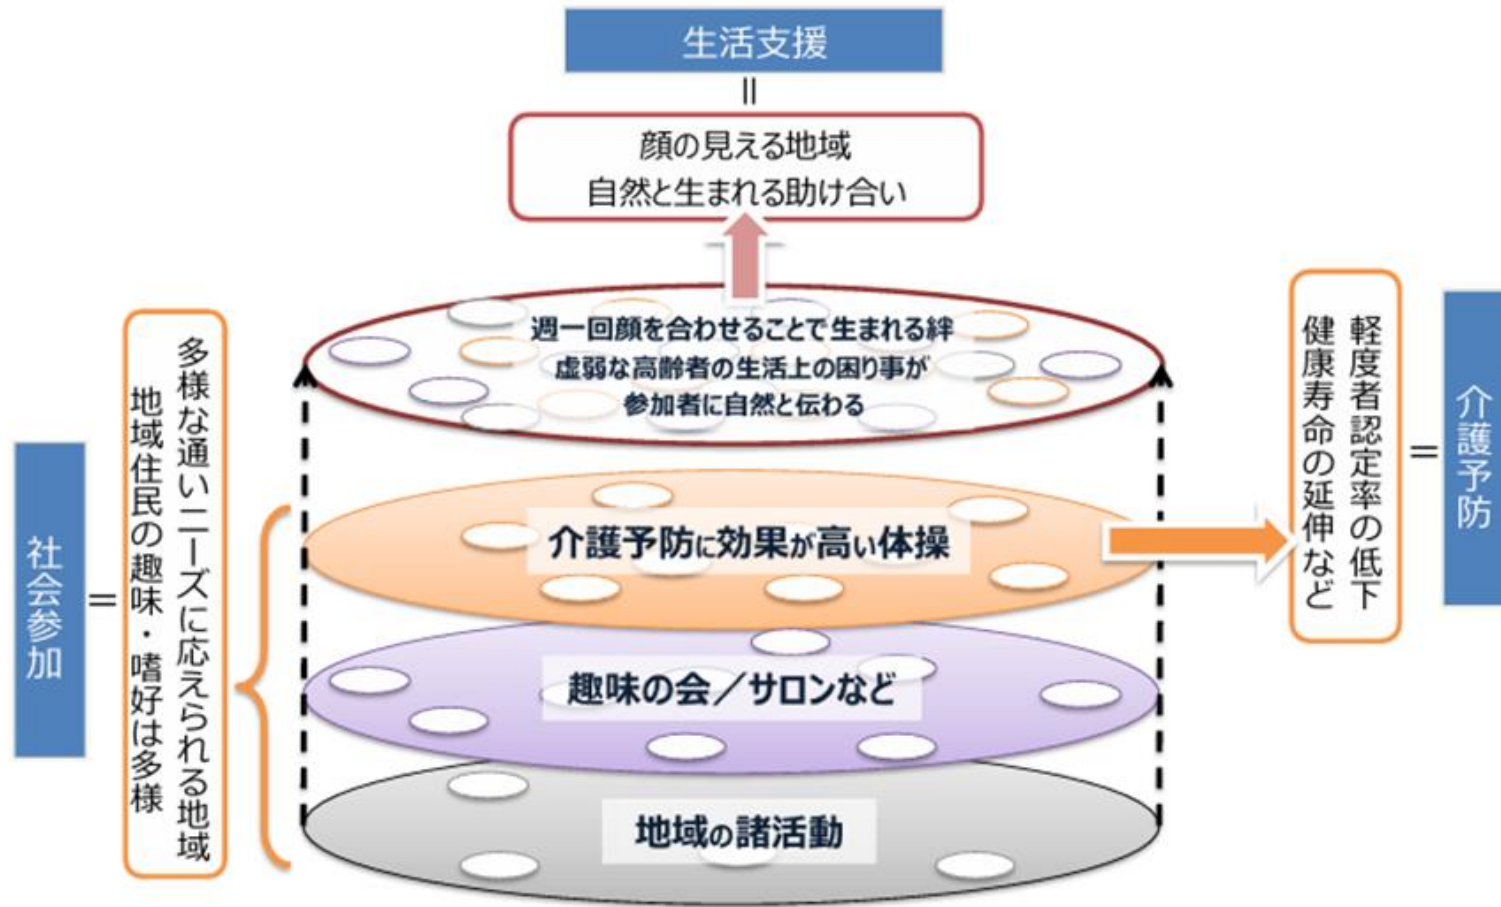 生活支援
＝
顔の見える地域
自然と生まれる助け合い
週一回顔を合わせることで生まれる絆
虚弱な高齢者の生活上の困り事が
参加者に自然と伝わる
介護予防に効果が高い体操
趣味の会／サロンなど
地域の諸活動
社会参加
＝
多様な通いニーズに応えられる地域
地域住民の趣味・嗜好は多様
軽度者認定率の低下
健康寿命の延伸など
＝
介護予防